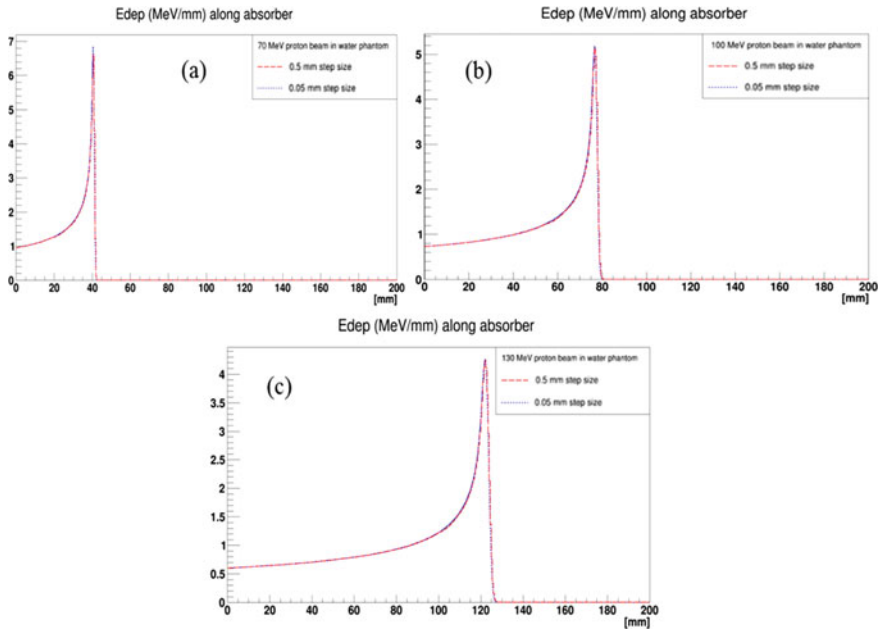 Edep (MeV/mm) along absorber
7
6
5
4
3
2
1
0
(a)
70 MeV proton beam in water phantom
0.5 mm step size
0.05 mm step size
0 20 40 60 80 100 120 140 160 180 200
[mm]
Edep (MeV/mm) along absorber
5
4
3
2
1
0
(b)
100 MeV proton beam in water phantom
0.5 mm step size
0.05 mm step size
0 20 40 60 80 100 120 140 160 180 200
[mm]
Edep (MeV/mm) along absorber
4
3.5
3
2.5
2
1.5
1
0.5
0
(c)
130 MeV proton beam in water phantom
0.5 mm step size
0.05 mm step size
0 20 40 60 80 100 120 140 160 180 200
[mm]